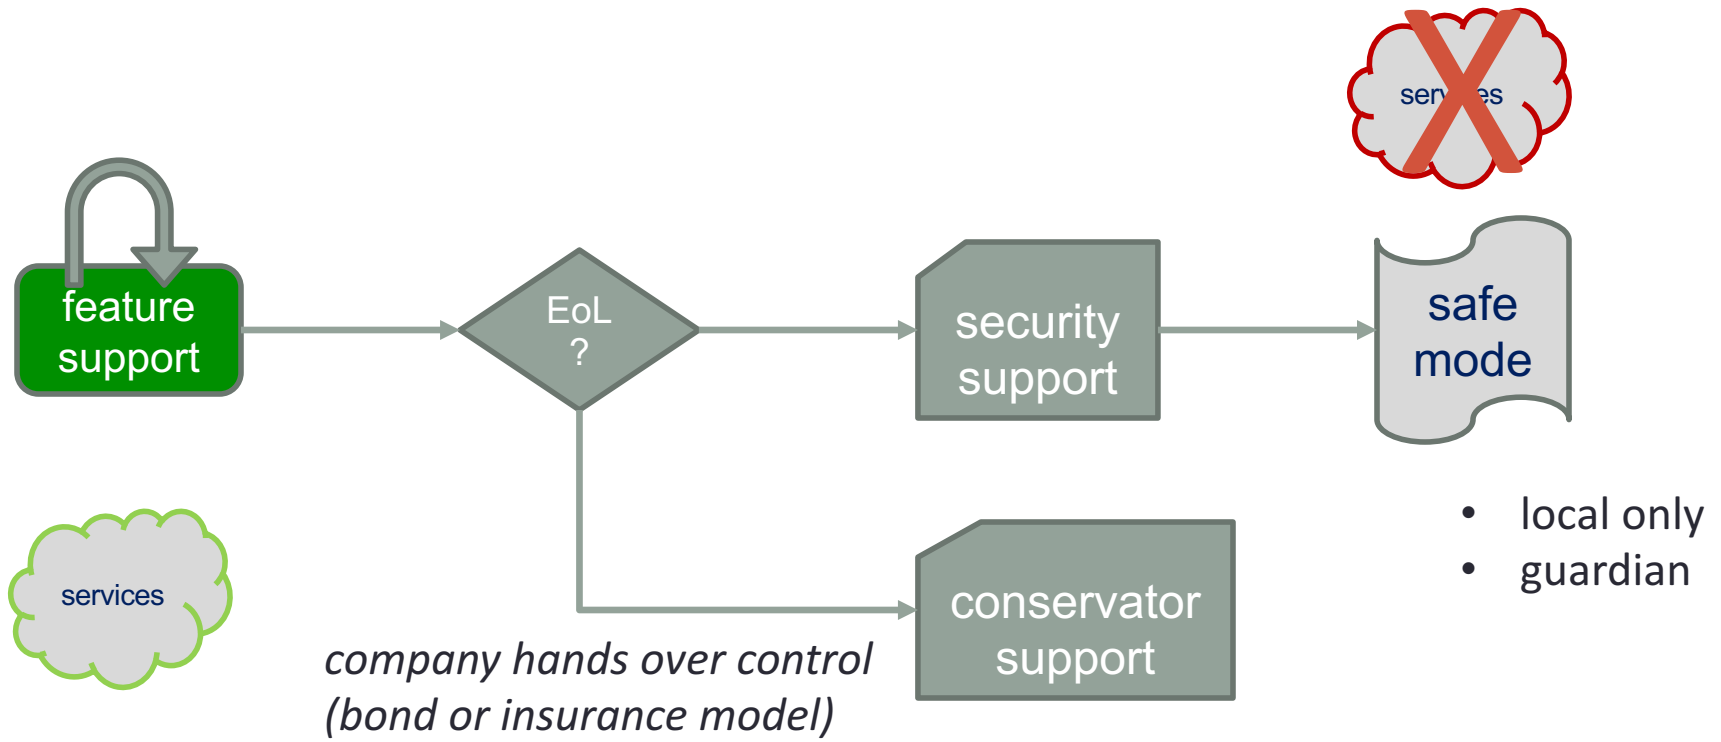 services
feature
support
EoL
?
security
support
safe
mode
• local only
• guardian
services
conservator
support
company hands over control
(bond or insurance model)